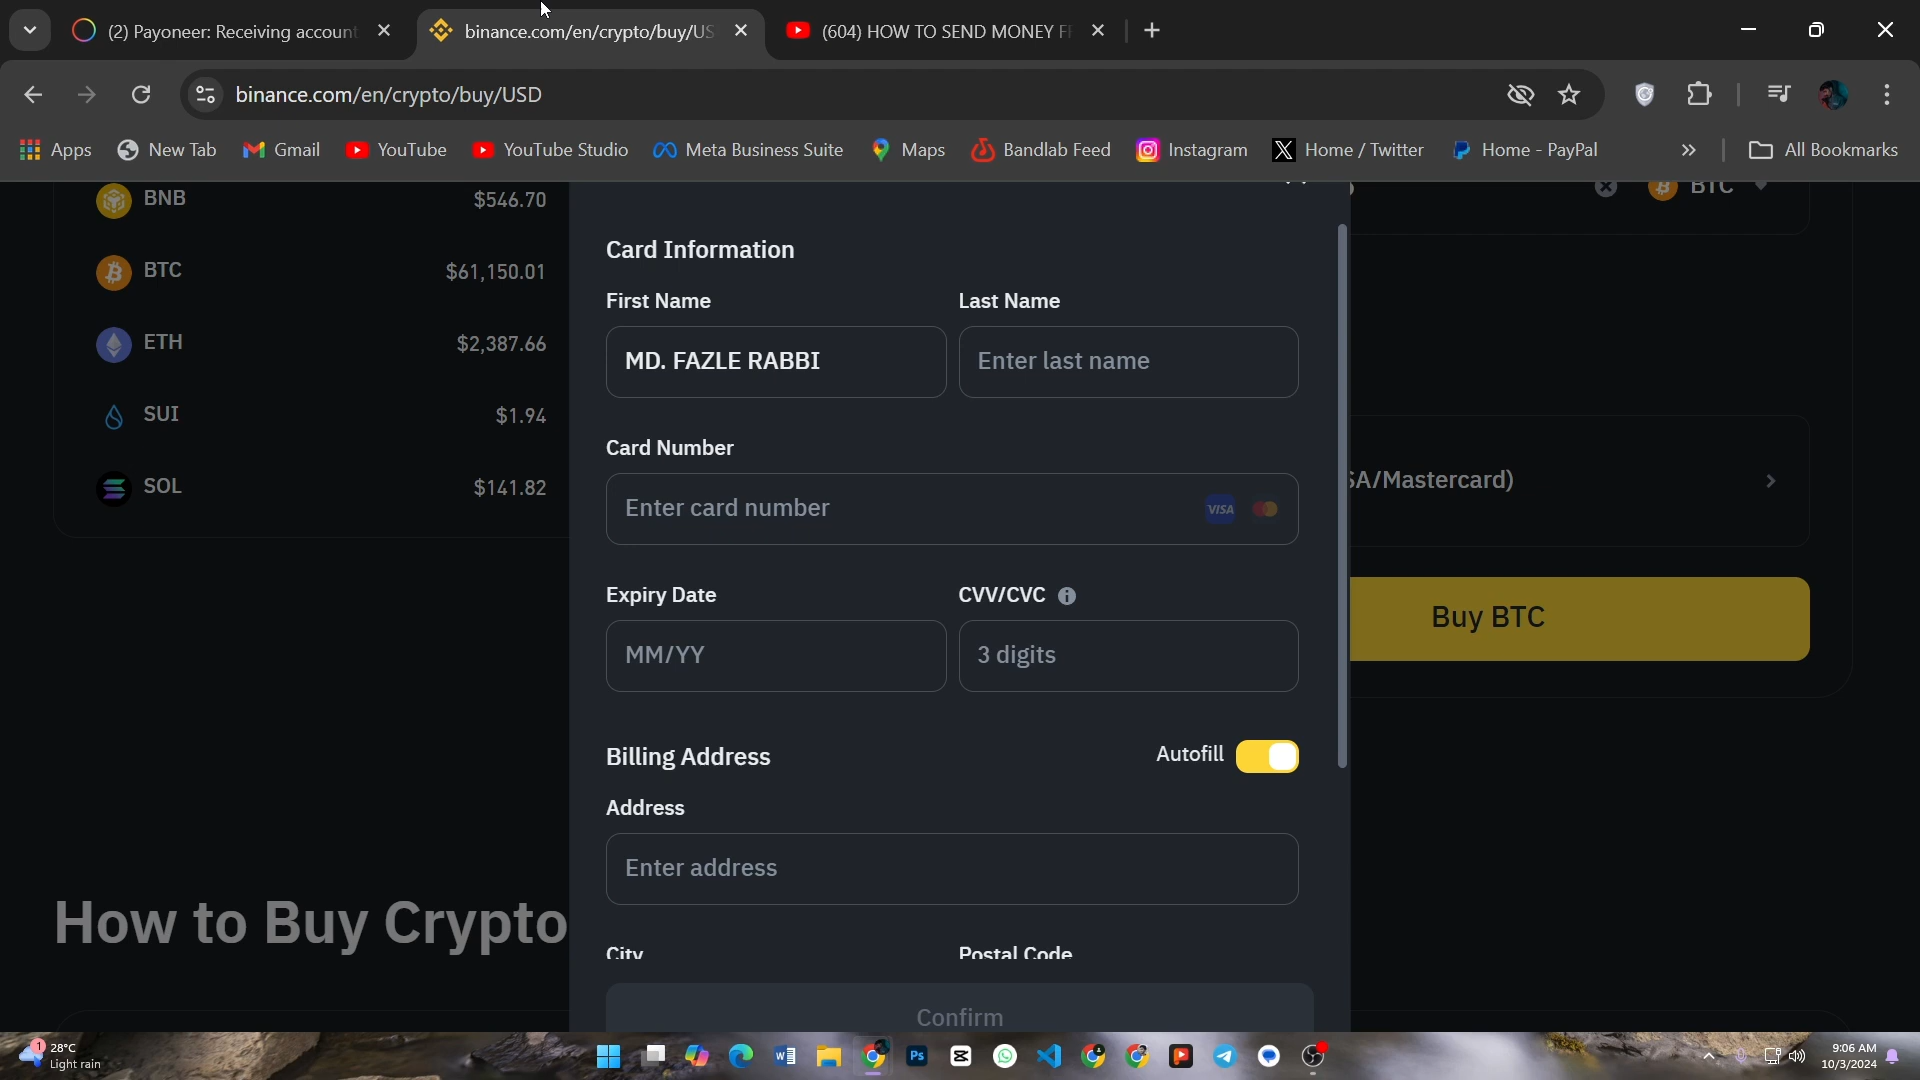 (2) Payoneer: Receiving account
binance.com/en/crypto/buy/US
(604) HOW TO SEND MONEY F
binance.com/en/crypto/buy/USD
Apps
New Tab
Gmail
YouTube
YouTube Studio
Meta Business Suite
Maps
Bandlab Feed
Instagram
Home / Twitter
Home - PayPal
All Bookmarks
BNB $546.70
BTC $61,150.01
ETH $2,387.66
SUI $1.94
SOL $141.82
How to Buy Crypto
Card Information
First Name Last Name
MD. FAZLE RABBI Enter last name
Card Number
Enter card number VISA
Expiry Date CVV/CVC
MM/YY 3 digits
Billing Address Autofill
Address
Enter address
City Postal Code
Confirm
BTC
SA/Mastercard)
Buy BTC
1
28°C
Light rain
Ps
9:06 AM
10/3/2024